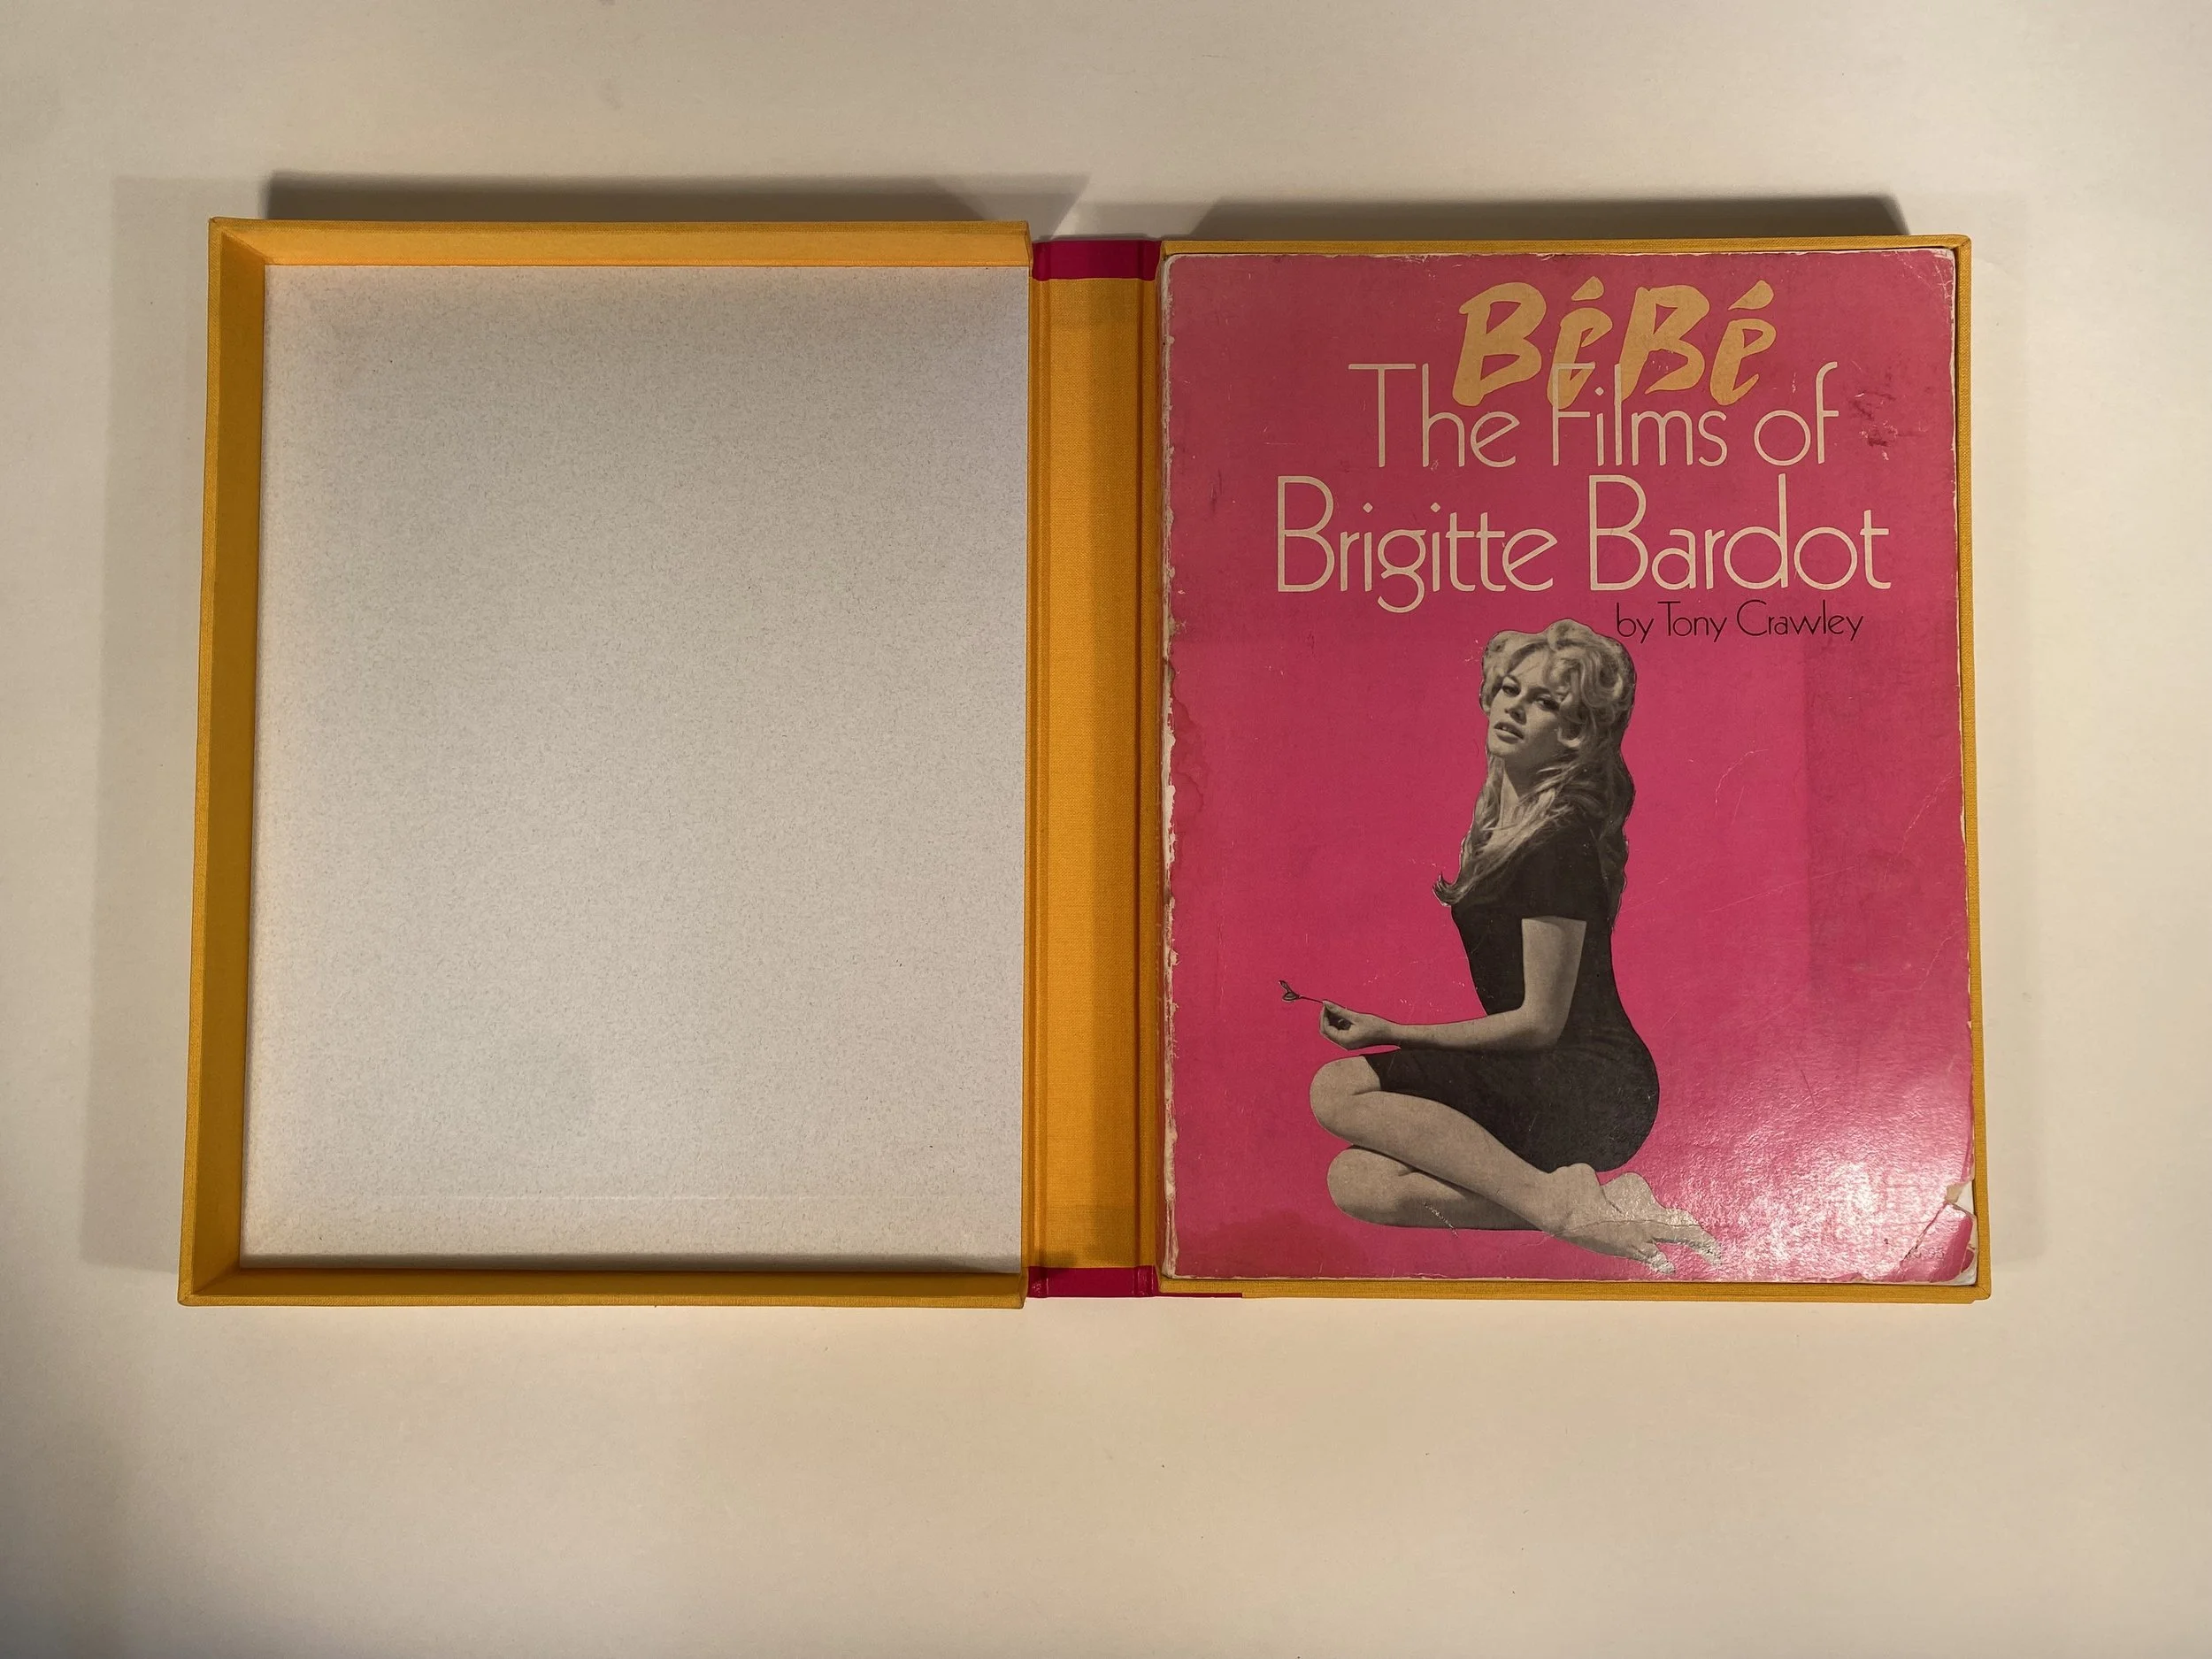 BéBé
The Films of
Brigitte Bardot
by Tony Crawley